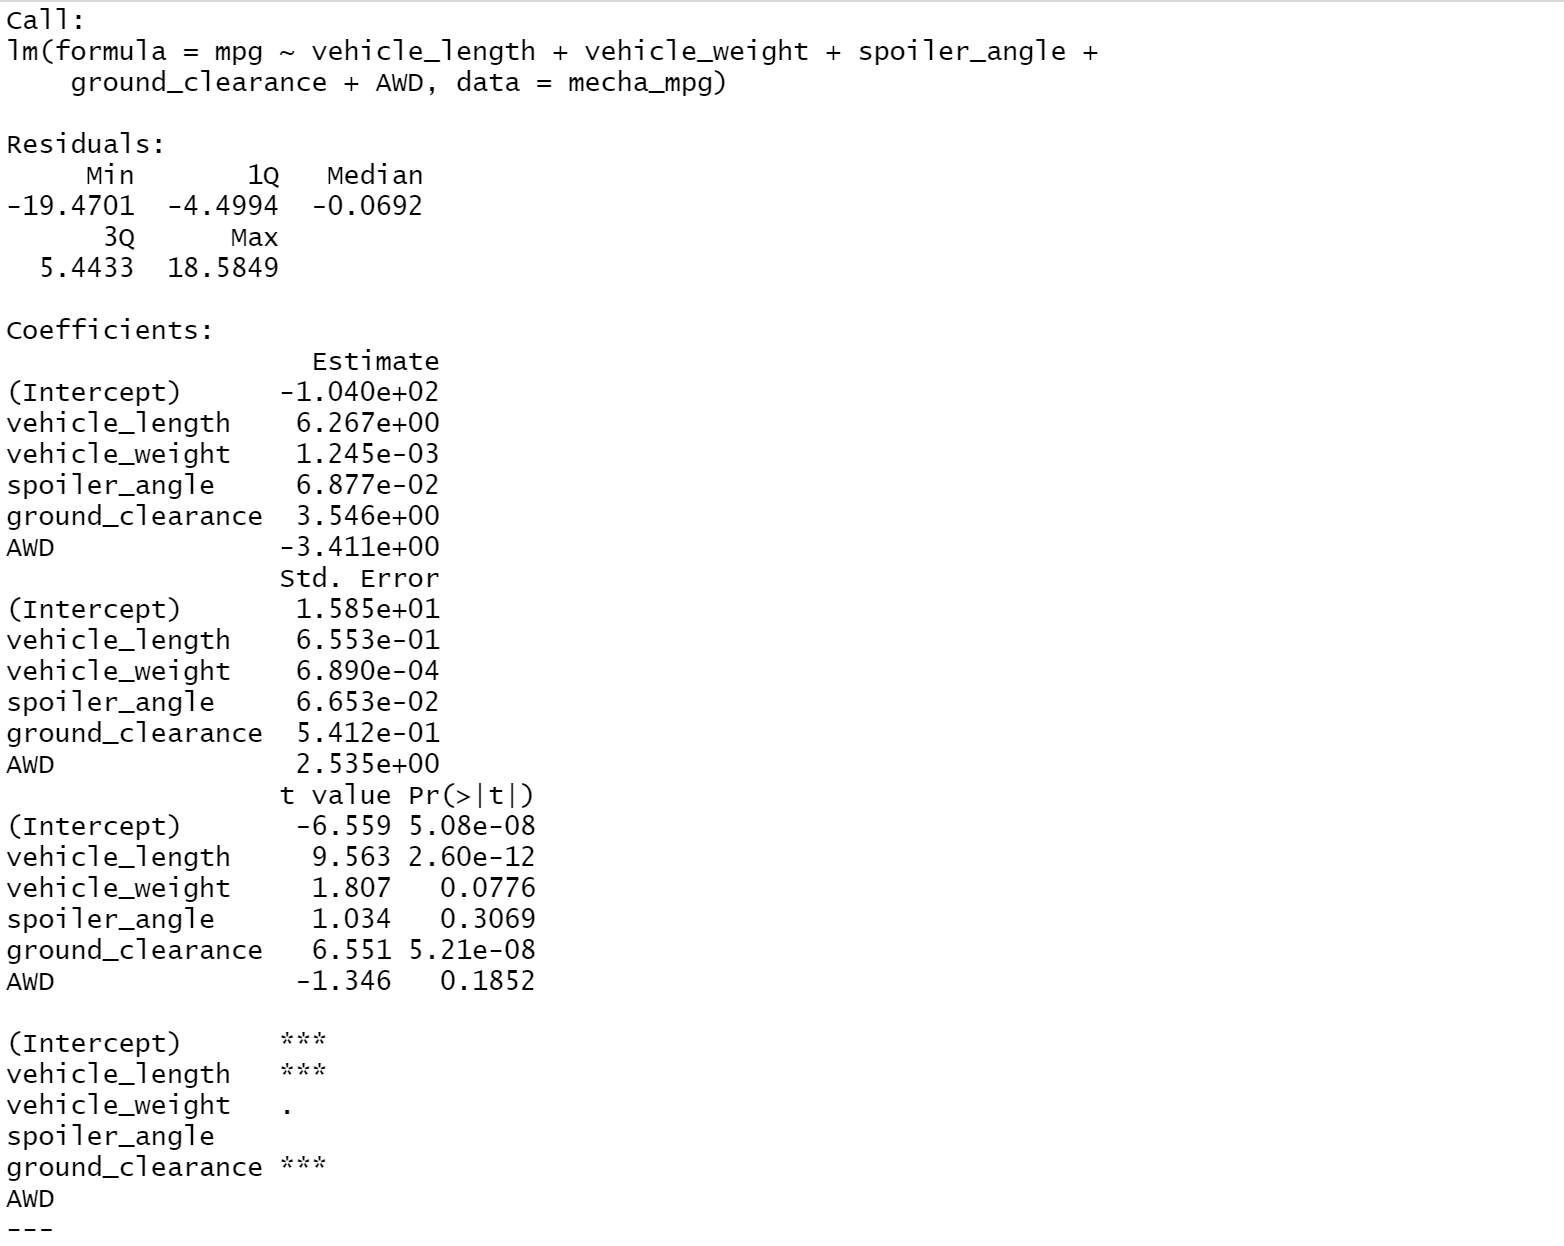 Call:
lm(formula = mpg ~ vehicle_length + vehicle_weight + spoiler_angle +
    ground_clearance + AWD, data = mecha_mpg)

Residuals:
     Min       1Q   Median
-19.4701  -4.4994  -0.0692
      3Q      Max
  5.4433  18.5849

Coefficients:
                   Estimate
(Intercept)      -1.040e+02
vehicle_length    6.267e+00
vehicle_weight    1.245e-03
spoiler_angle     6.877e-02
ground_clearance  3.546e+00
AWD              -3.411e+00
                 Std. Error
(Intercept)       1.585e+01
vehicle_length    6.553e-01
vehicle_weight    6.890e-04
spoiler_angle     6.653e-02
ground_clearance  5.412e-01
AWD               2.535e+00
                 t value Pr(>|t|)
(Intercept)       -6.559 5.08e-08
vehicle_length     9.563 2.60e-12
vehicle_weight     1.807   0.0776
spoiler_angle      1.034   0.3069
ground_clearance   6.551 5.21e-08
AWD               -1.346   0.1852

(Intercept)      ***
vehicle_length   ***
vehicle_weight   .
spoiler_angle
ground_clearance ***
AWD
---